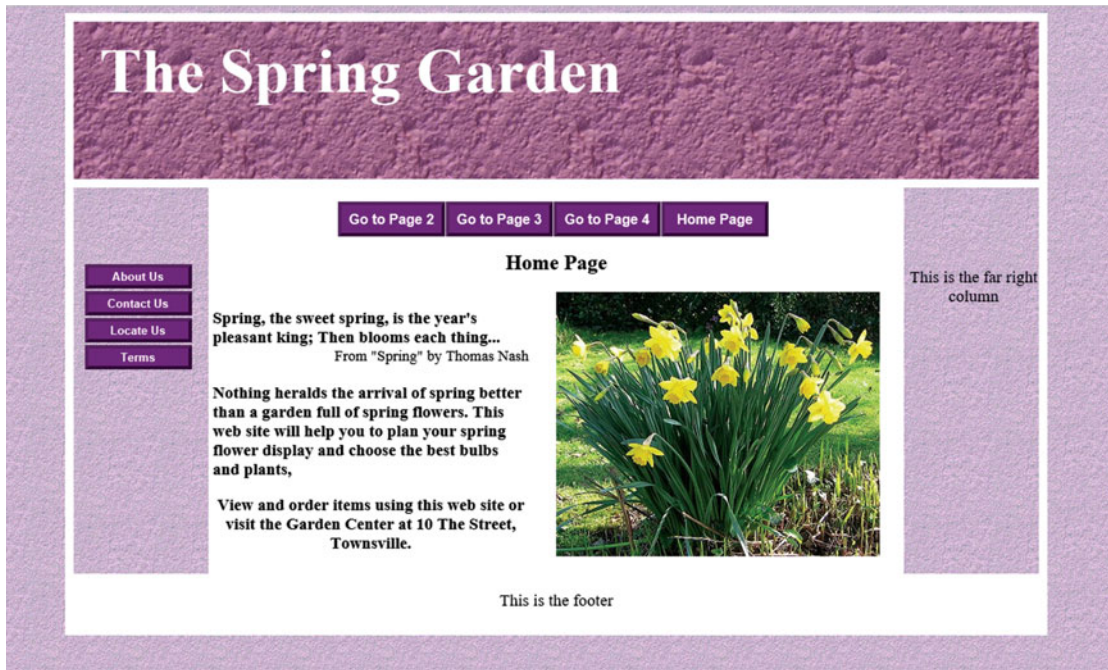 The Spring Garden
Go to Page 2
Go to Page 3
Go to Page 4
Home Page
About Us
Contact Us
Locate Us
Terms
Home Page
Spring, the sweet spring, is the year's
pleasant king; Then blooms each thing...
From "Spring" by Thomas Nash
Nothing heralds the arrival of spring better
than a garden full of spring flowers. This
web site will help you to plan your spring
flower display and choose the best bulbs
and plants,
View and order items using this web site or
visit the Garden Center at 10 The Street,
Townsville.
This is the far right
column
This is the footer